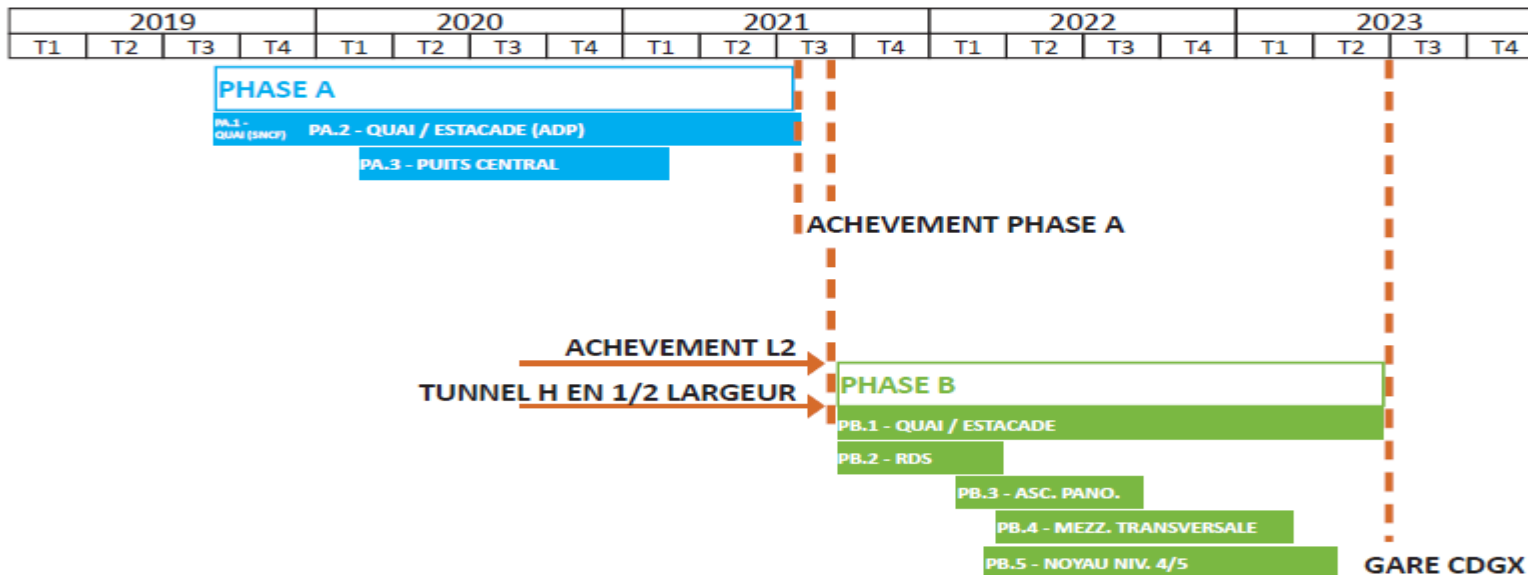 2019 2020 2021 2022 2023
T1 T2 T3 T4 T1 T2 T3 T4 T1 T2 T3 T4 T1 T2 T3 T4 T1 T2 T3 T4
PHASE A
PA.1 -
QUAI (SNCF)
PA.2 - QUAI / ESTACADE (ADP)
PA.3 - PUITS CENTRAL
ACHEVEMENT PHASE A
ACHEVEMENT L2
TUNNEL H EN 1/2 LARGEUR
PHASE B
PB.1 - QUAI / ESTACADE
PB.2 - RDS
PB.3 - ASC. PANO.
PB.4 - MEZZ. TRANSVERSALE
PB.5 - NOYAU NIV. 4/5
GARE CDGX